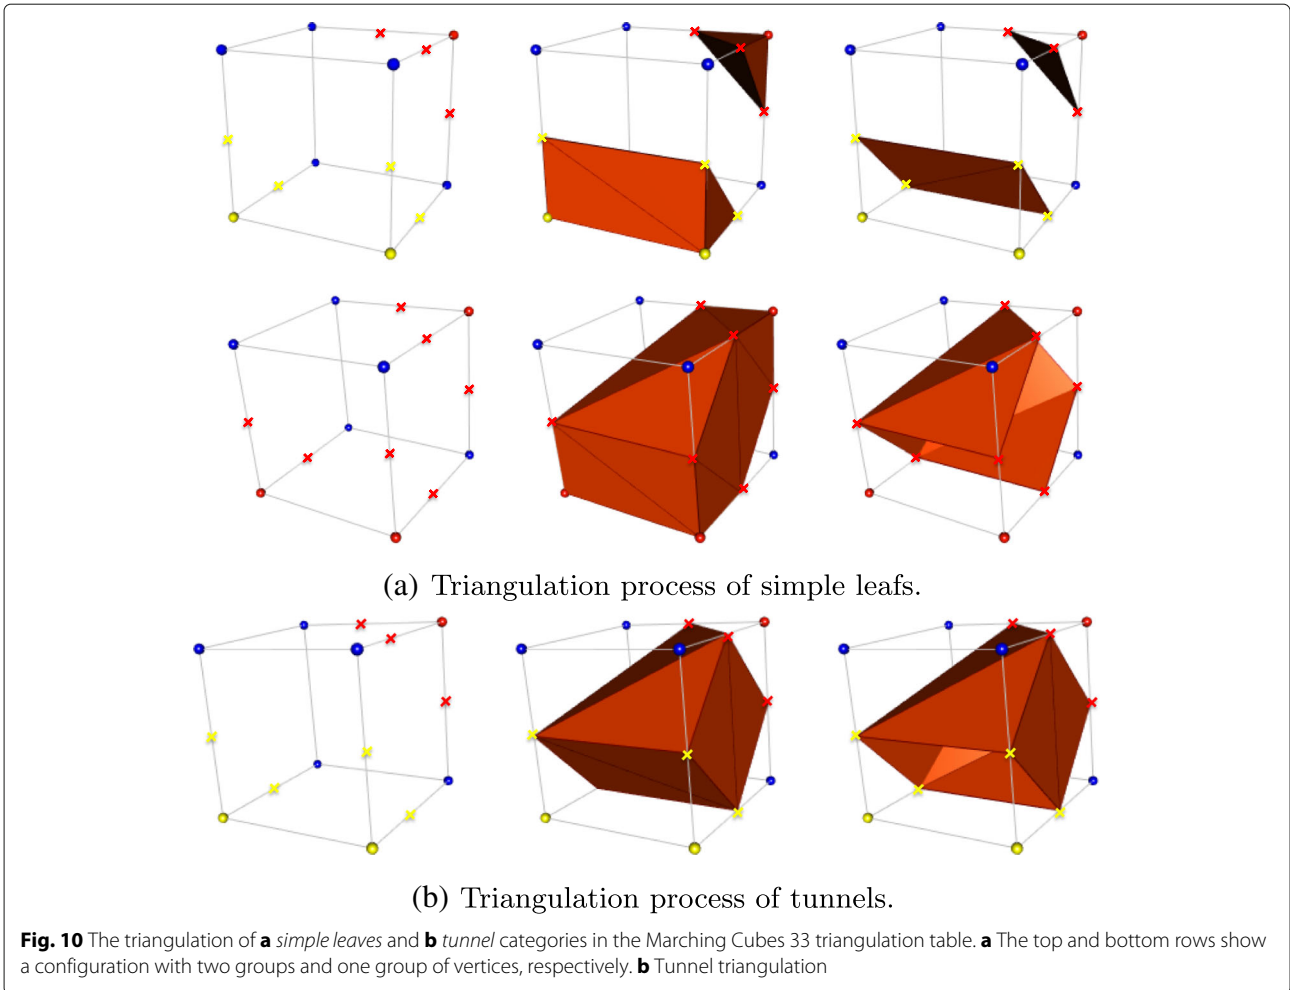 (a) Triangulation process of simple leafs.
(b) Triangulation process of tunnels.
Fig. 10 The triangulation of a simple leaves and b tunnel categories in the Marching Cubes 33 triangulation table. a The top and bottom rows show
a configuration with two groups and one group of vertices, respectively. b Tunnel triangulation